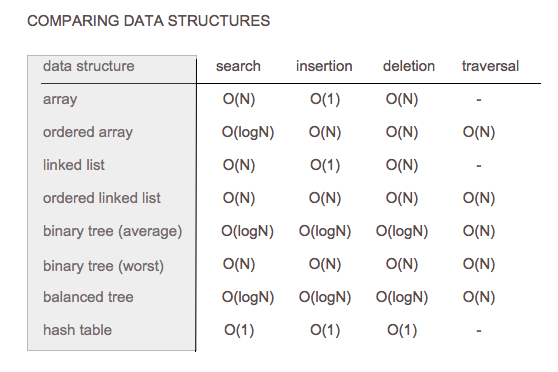 COMPARING DATA STRUCTURES
data structure search insertion deletion traversal
array O(N) O(1) O(N) -
ordered array O(logN) O(N) O(N) O(N)
linked list O(N) O(1) O(N) -
ordered linked list O(N) O(N) O(N) O(N)
binary tree (average) O(logN) O(logN) O(logN) O(N)
binary tree (worst) O(N) O(N) O(N) O(N)
balanced tree O(logN) O(logN) O(logN) O(N)
hash table O(1) O(1) O(1) -